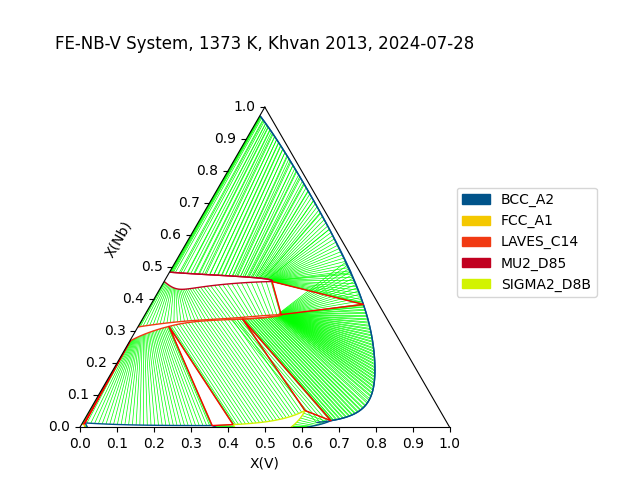 FE-NB-V System, 1373 K, Khvan 2013, 2024-07-28
1.0
0.9
0.8
0.7
0.6
0.5
0.4
0.3
0.2
0.1
0.0
X(Nb)
0.0 0.1 0.2 0.3 0.4 0.5 0.6 0.7 0.8 0.9 1.0
X(V)
BCC_A2
FCC_A1
LAVES_C14
MU2_D85
SIGMA2_D8B